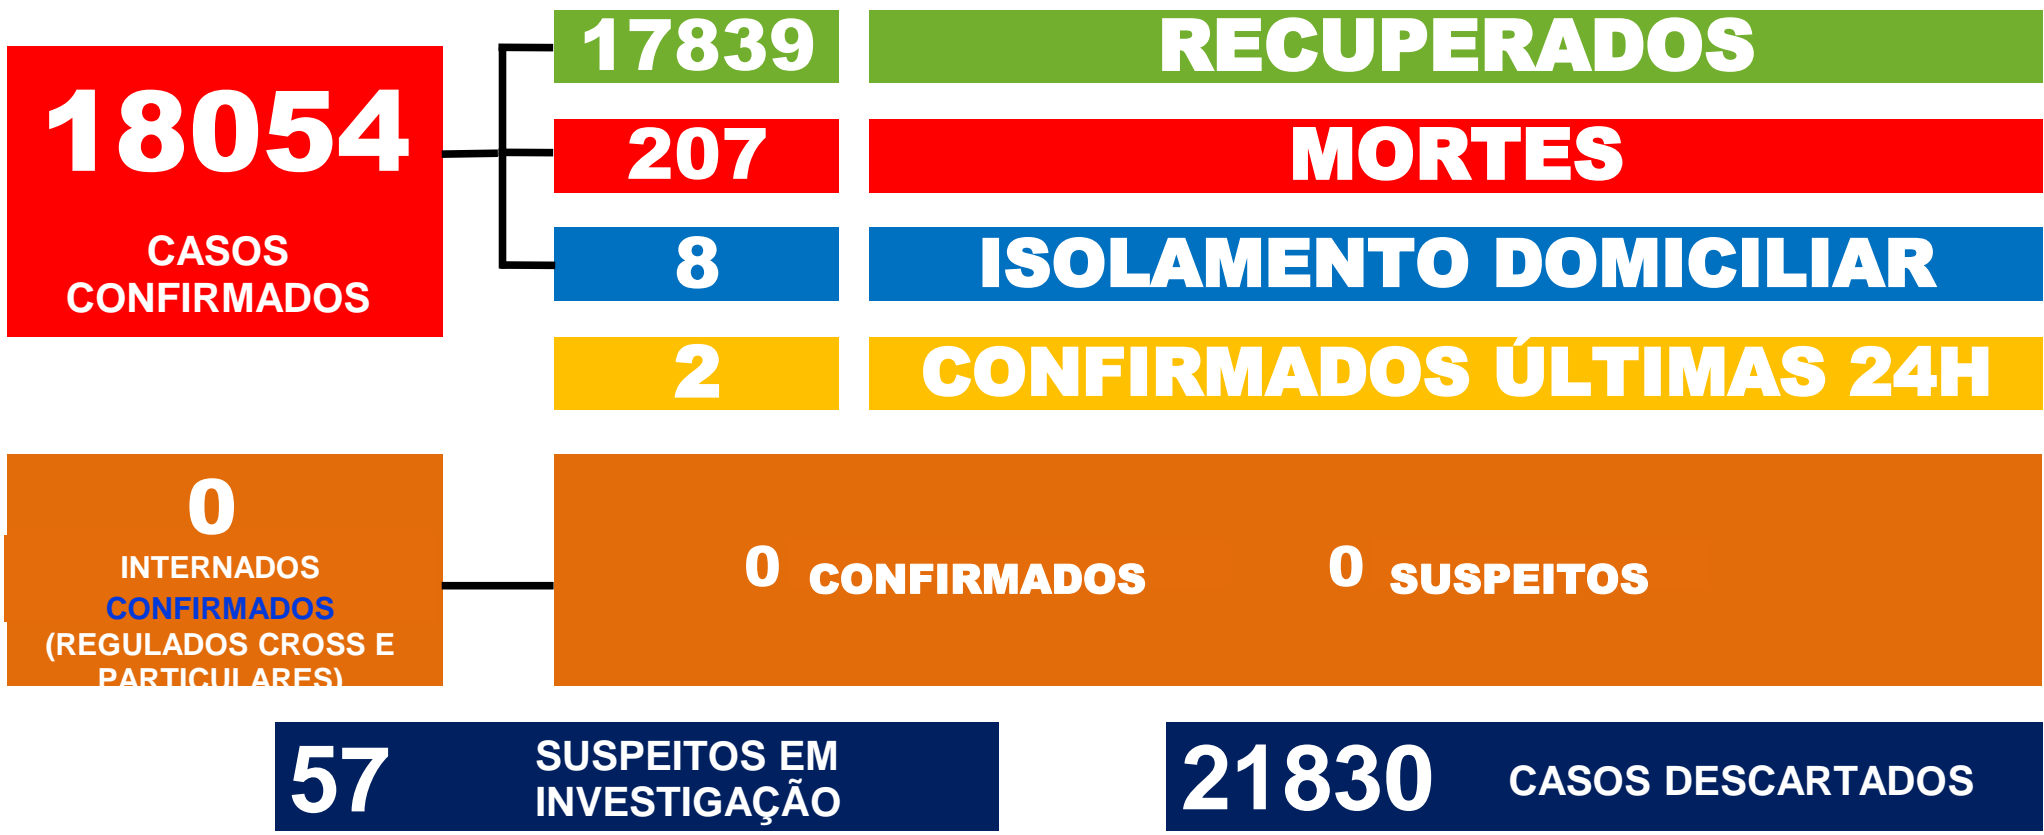 18054
CASOS
CONFIRMADOS
17839 RECUPERADOS
207 MORTES
8 ISOLAMENTO DOMICILIAR
2 CONFIRMADOS ÚLTIMAS 24H
0
INTERNADOS
CONFIRMADOS
(REGULADOS CROSS E
PARTICULARES)
0 CONFIRMADOS 0 SUSPEITOS
57 SUSPEITOS EM
INVESTIGAÇÃO
21830 CASOS DESCARTADOS